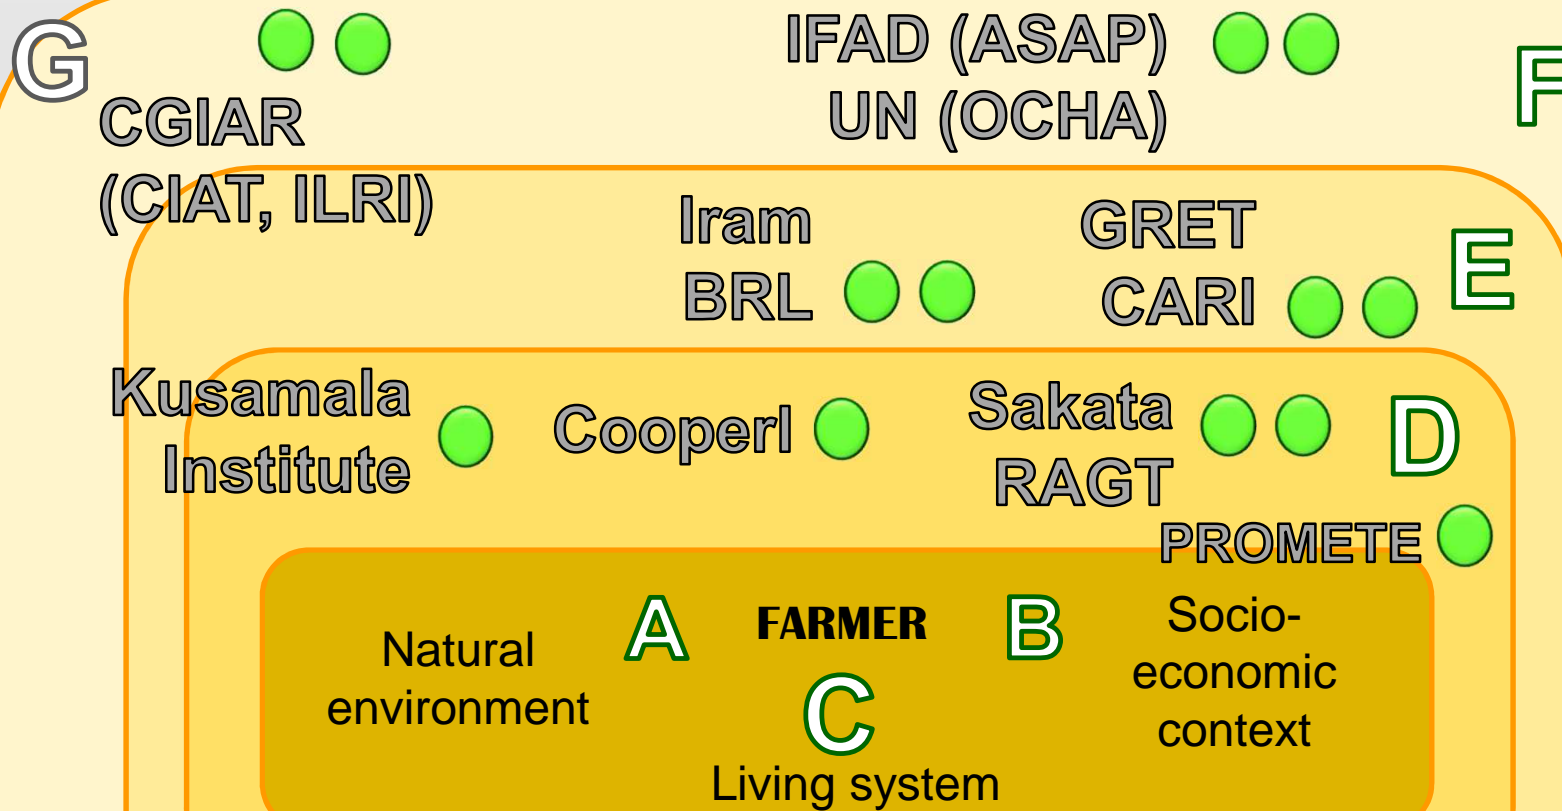 G
CGIAR
(CIAT, ILRI)
IFAD (ASAP)
UN (OCHA)
F
Iram
BRL
GRET
CARI
E
Kusamala
Institute
Cooperl
Sakata
RAGT
D
PROMETE
Natural
environment
A
FARMER
B
C
Living system
Socio-
economic
context